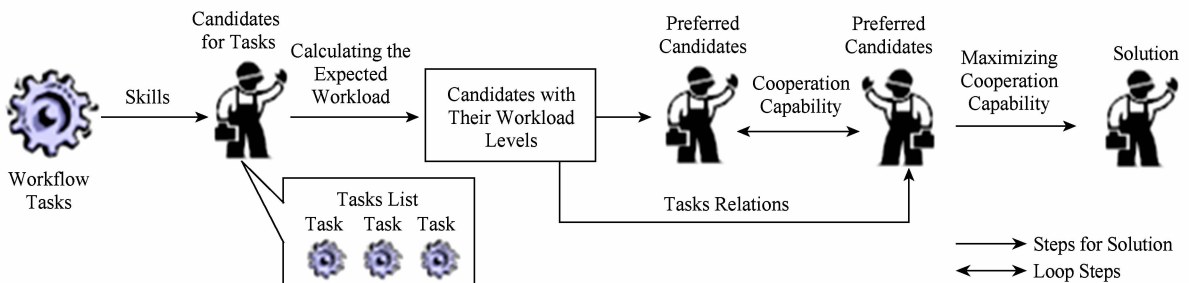 Workflow
Tasks
Skills
Candidates
for Tasks
Calculating the
Expected
Workload
Tasks List
Task Task Task
Candidates with
Their Workload
Levels
Preferred
Candidates
Cooperation
Capability
Preferred
Candidates
Tasks Relations
Maximizing
Cooperation
Capability
Solution
Steps for Solution
Loop Steps